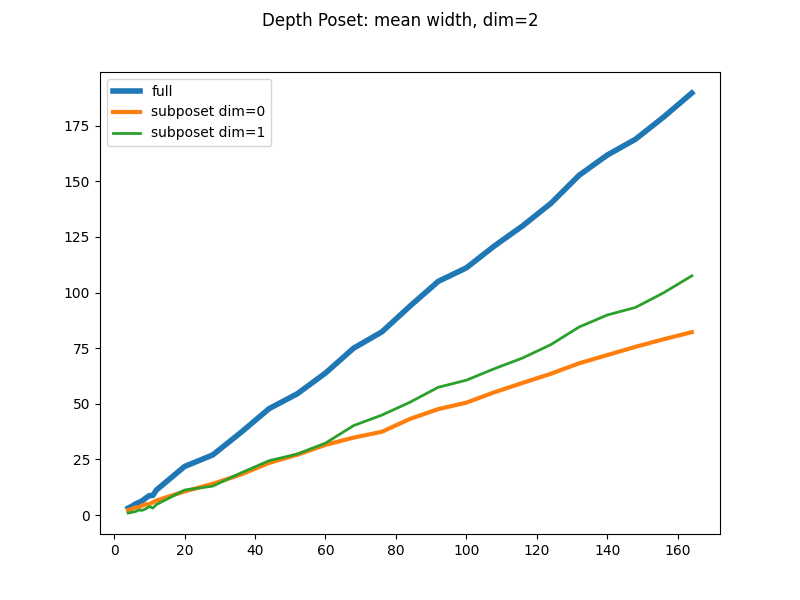 Depth Poset: mean width, dim=2
full
subposet dim=0
subposet dim=1
175
150
125
100
75
50
25
0
0 20 40 60 80 100 120 140 160